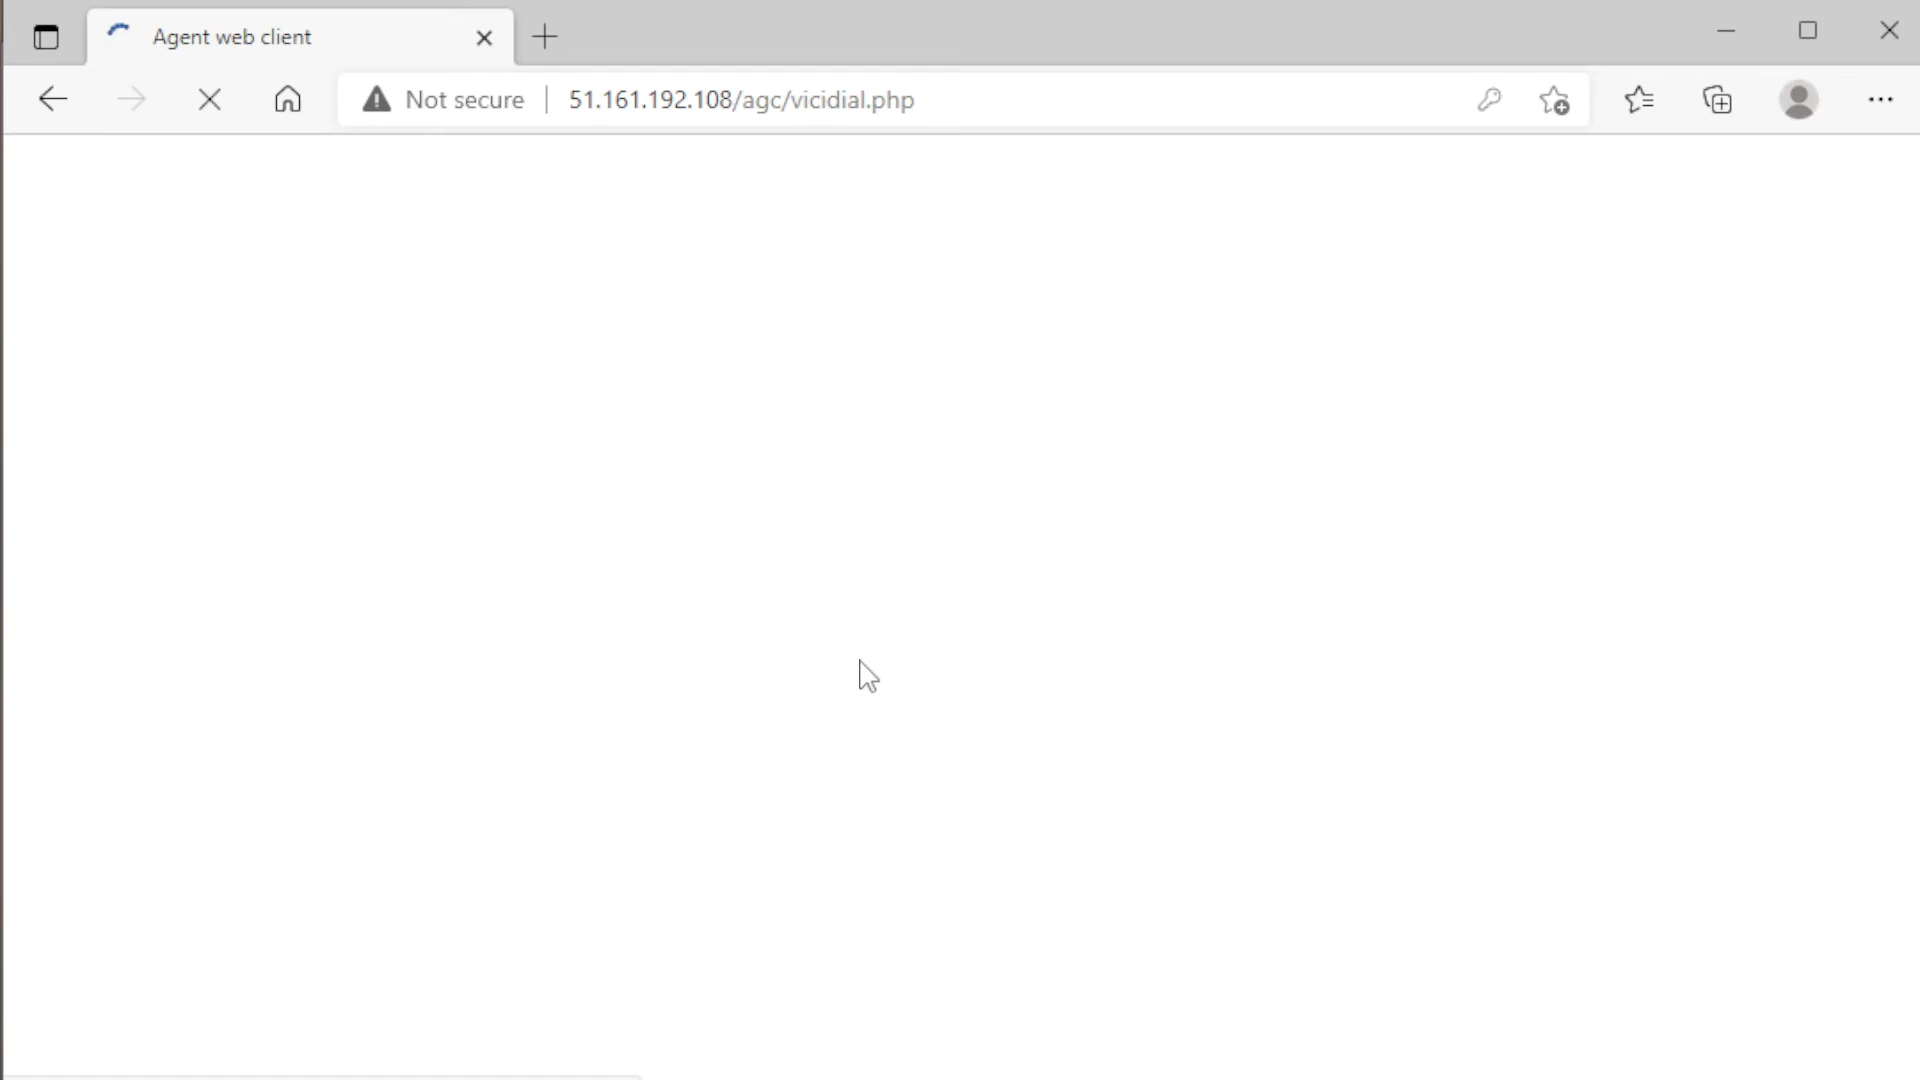 Agent web client
Not secure
51.161.192.108/agc/vicidial.php